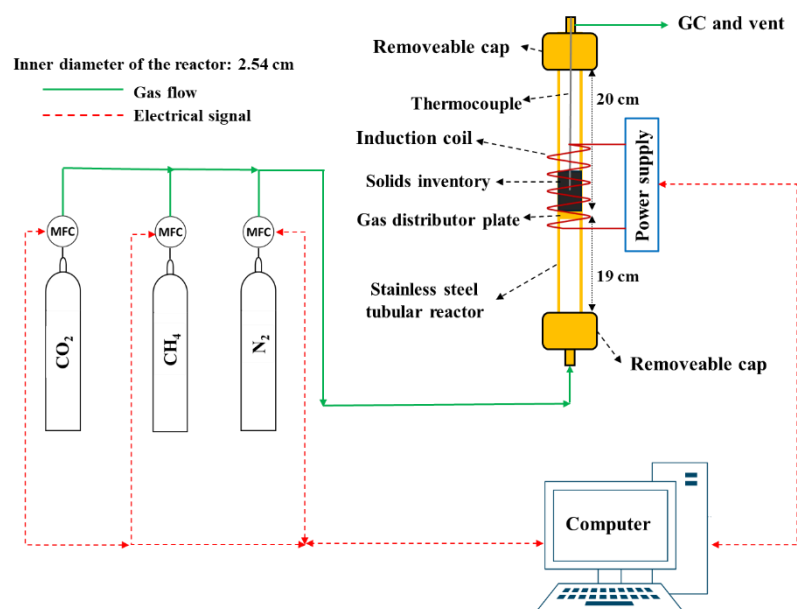 GC and vent
Removeable cap
Inner diameter of the reactor: 2.54 cm
Gas flow
Electrical signal
Thermocouple
20 cm
Induction coil
Solids inventory
Gas distributor plate
Power supply
MFC
MFC
MFC
19 cm
Stainless steel
tubular reactor
CO₂
CH₄
N₂
Removeable cap
Computer